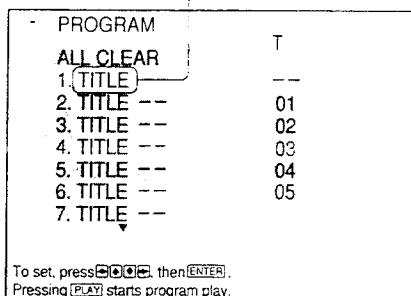 - PROGRAM
T
ALL CLEAR
1. TITLE --
2. TITLE -- 01
3. TITLE -- 02
4. TITLE -- 03
5. TITLE -- 04
6. TITLE -- 05
7. TITLE --
To set, press ←↑↓→, then ENTER.
Pressing PLAY starts program play.